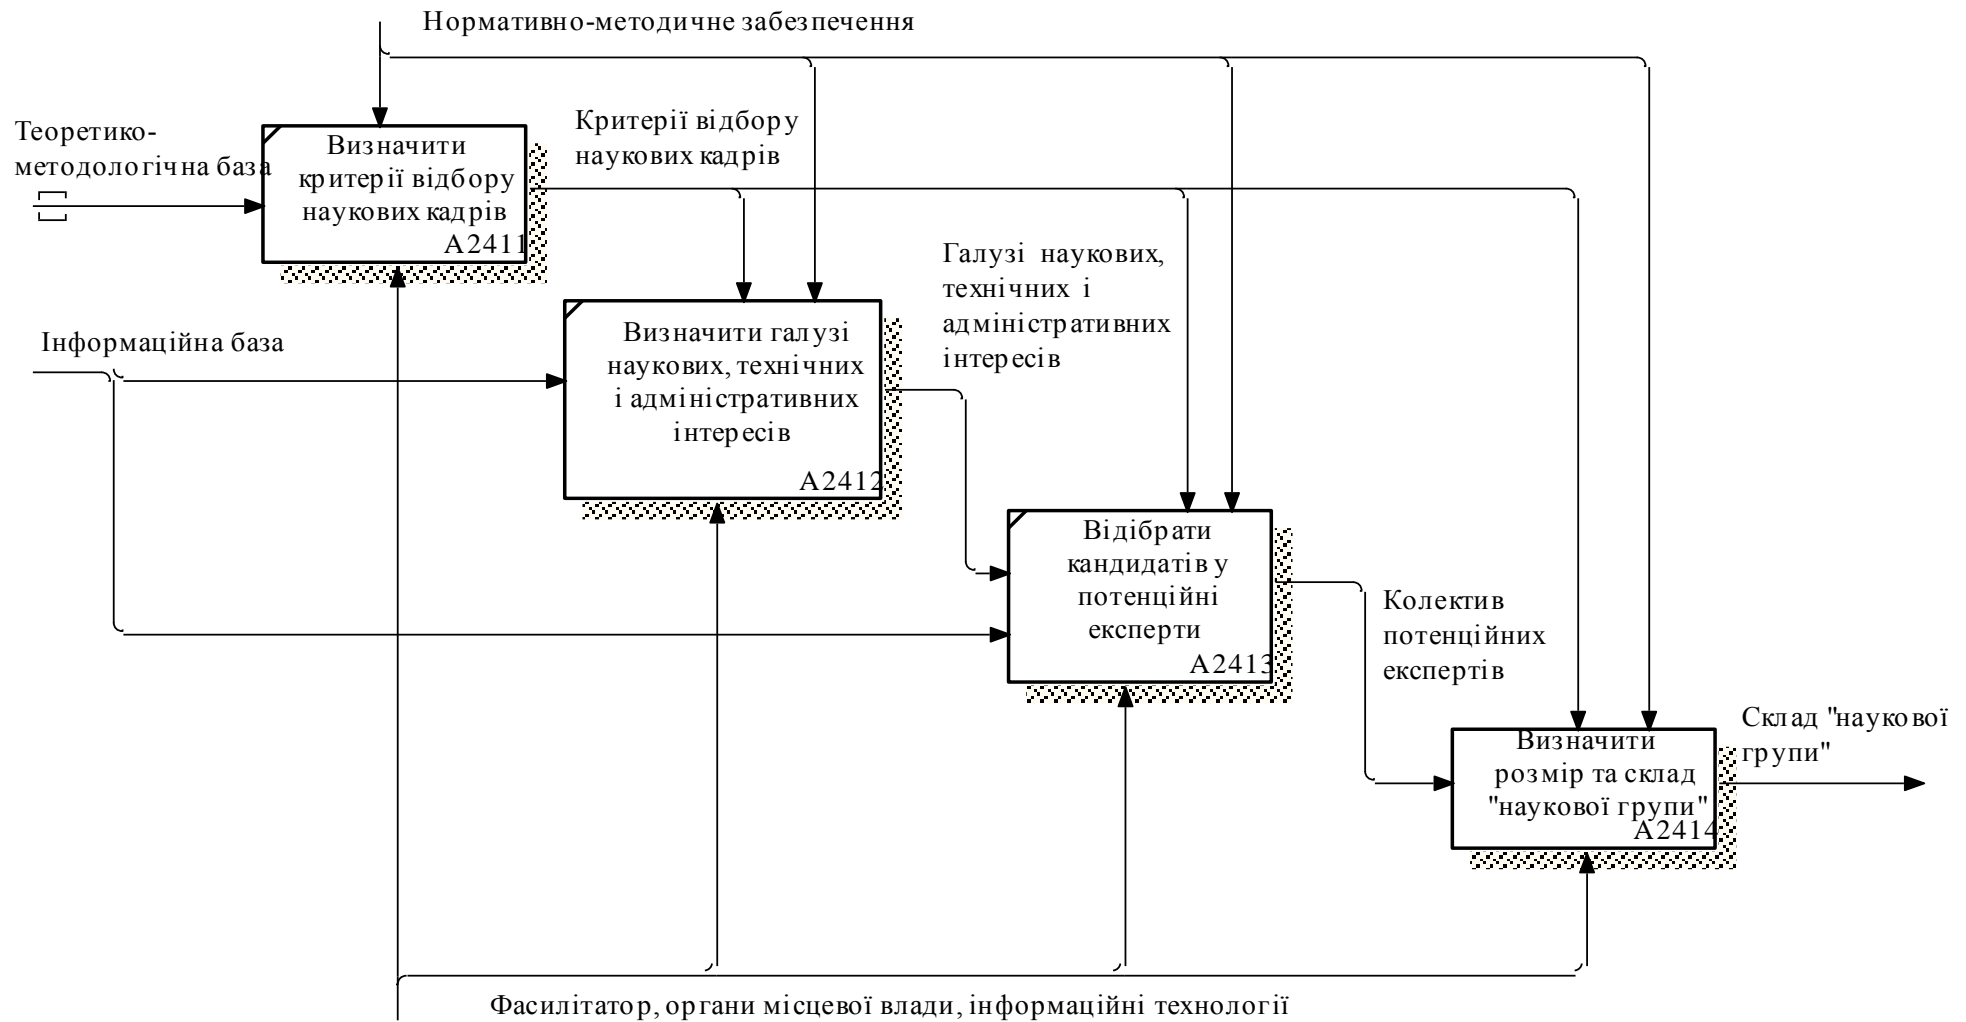 Нормативно-методичне забезпечення
Теоретико-
методологічна база
Визначити
критерії відбору
наукових кадрів
A2411
Критерії відбору
наукових кадрів
Інформаційна база
Визначити галузі
наукових, технічних
і адміністративних
інтересів
A2412
Галузі наукових,
технічних і
адміністративних
інтересів
Відібрати
кандидатів у
потенційні
експерти
A2413
Колектив
потенційних
експертів
Визначити
розмір та склад
"наукової групи"
A2414
Склад "наукової
групи"
Фасилітатор, органи місцевої влади, інформаційні технології